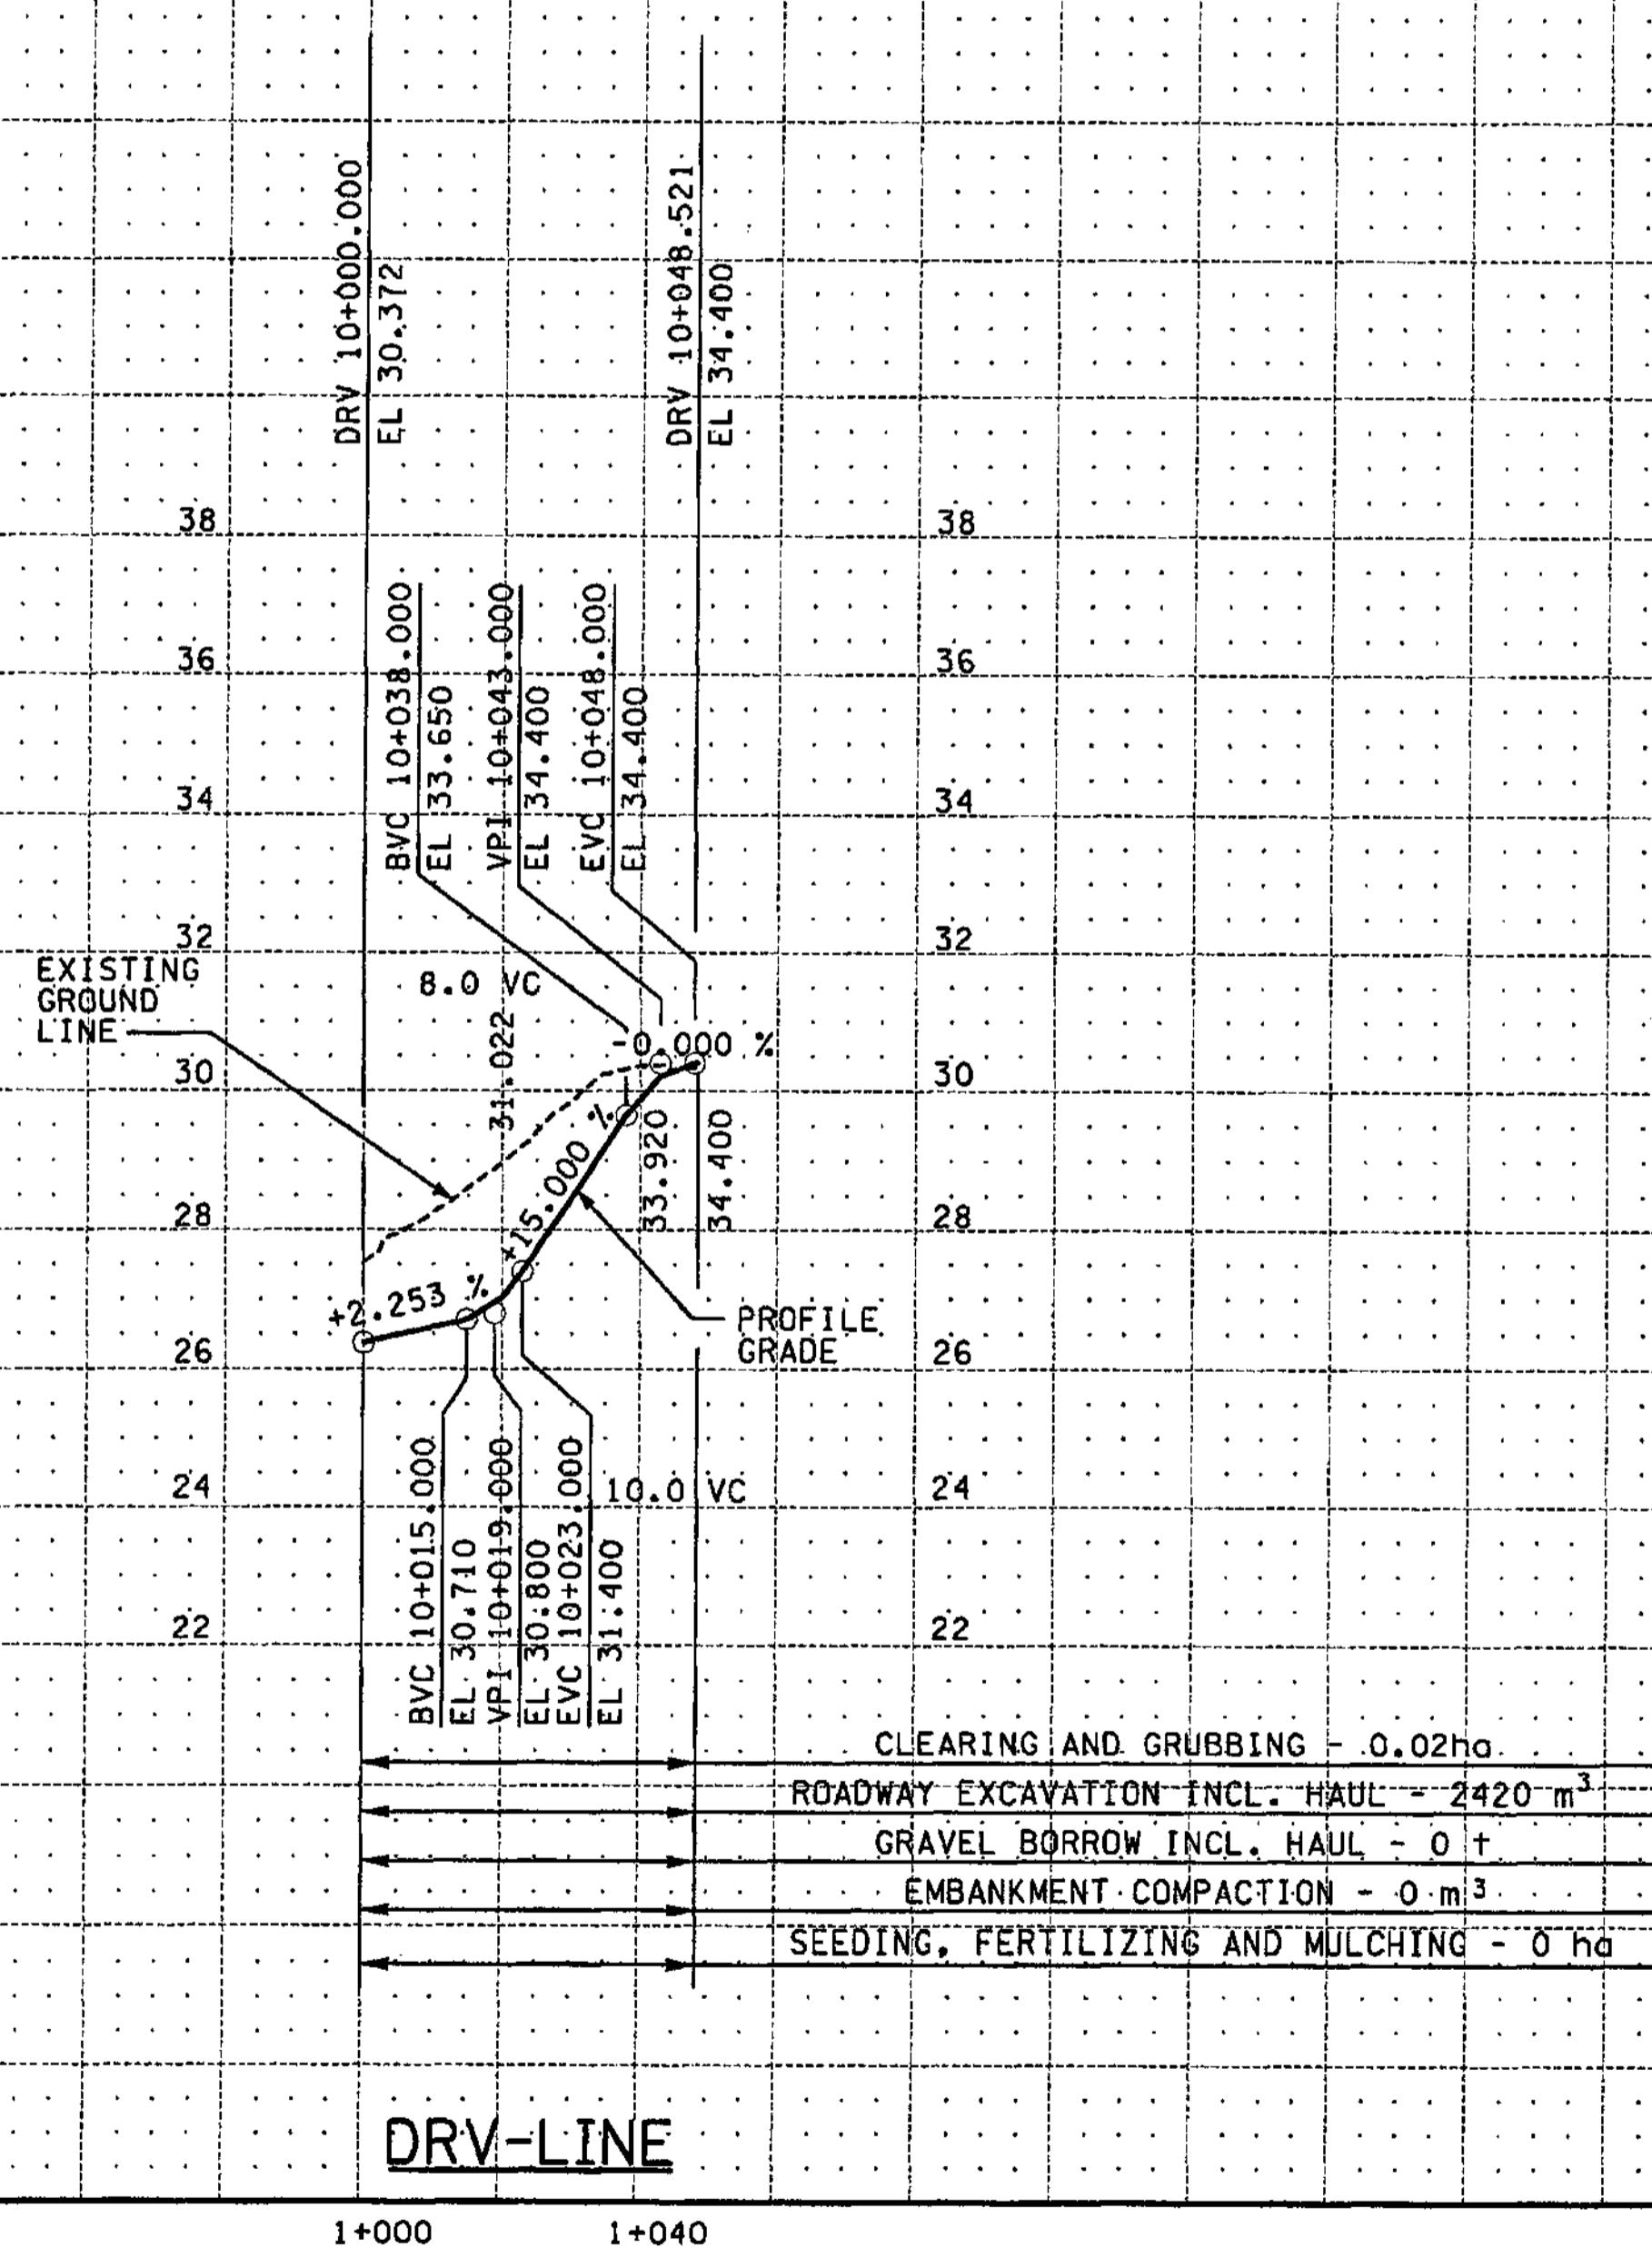 DRV 10+000.000
EL 30.372
DRV 10+048.521
EL 34.400
38
38
BVC 10+038.000
EL 33.650
VPI 10+043.000
EL 34.400
EVC 10+048.000
EL 34.400
36
36
34
34
32
32
EXISTING
GROUND
LINE
8.0 VC
31.022
-0.000 %
30
30
+15.000 %
33.920
34.400
28
28
+2.253 %
PROFILE
GRADE
26
26
BVC 10+015.000
EL 30.710
VPI 10+019.000
EL 30.800
EVC 10+023.000
EL 31.400
10.0 VC
24
24
22
22
CLEARING AND GRUBBING - 0.02ha
ROADWAY EXCAVATION INCL. HAUL - 2420 m³
GRAVEL BORROW INCL. HAUL - 0 t
EMBANKMENT COMPACTION - 0 m³
SEEDING, FERTILIZING AND MULCHING - 0 ha
DRV-LINE
1+000
1+040